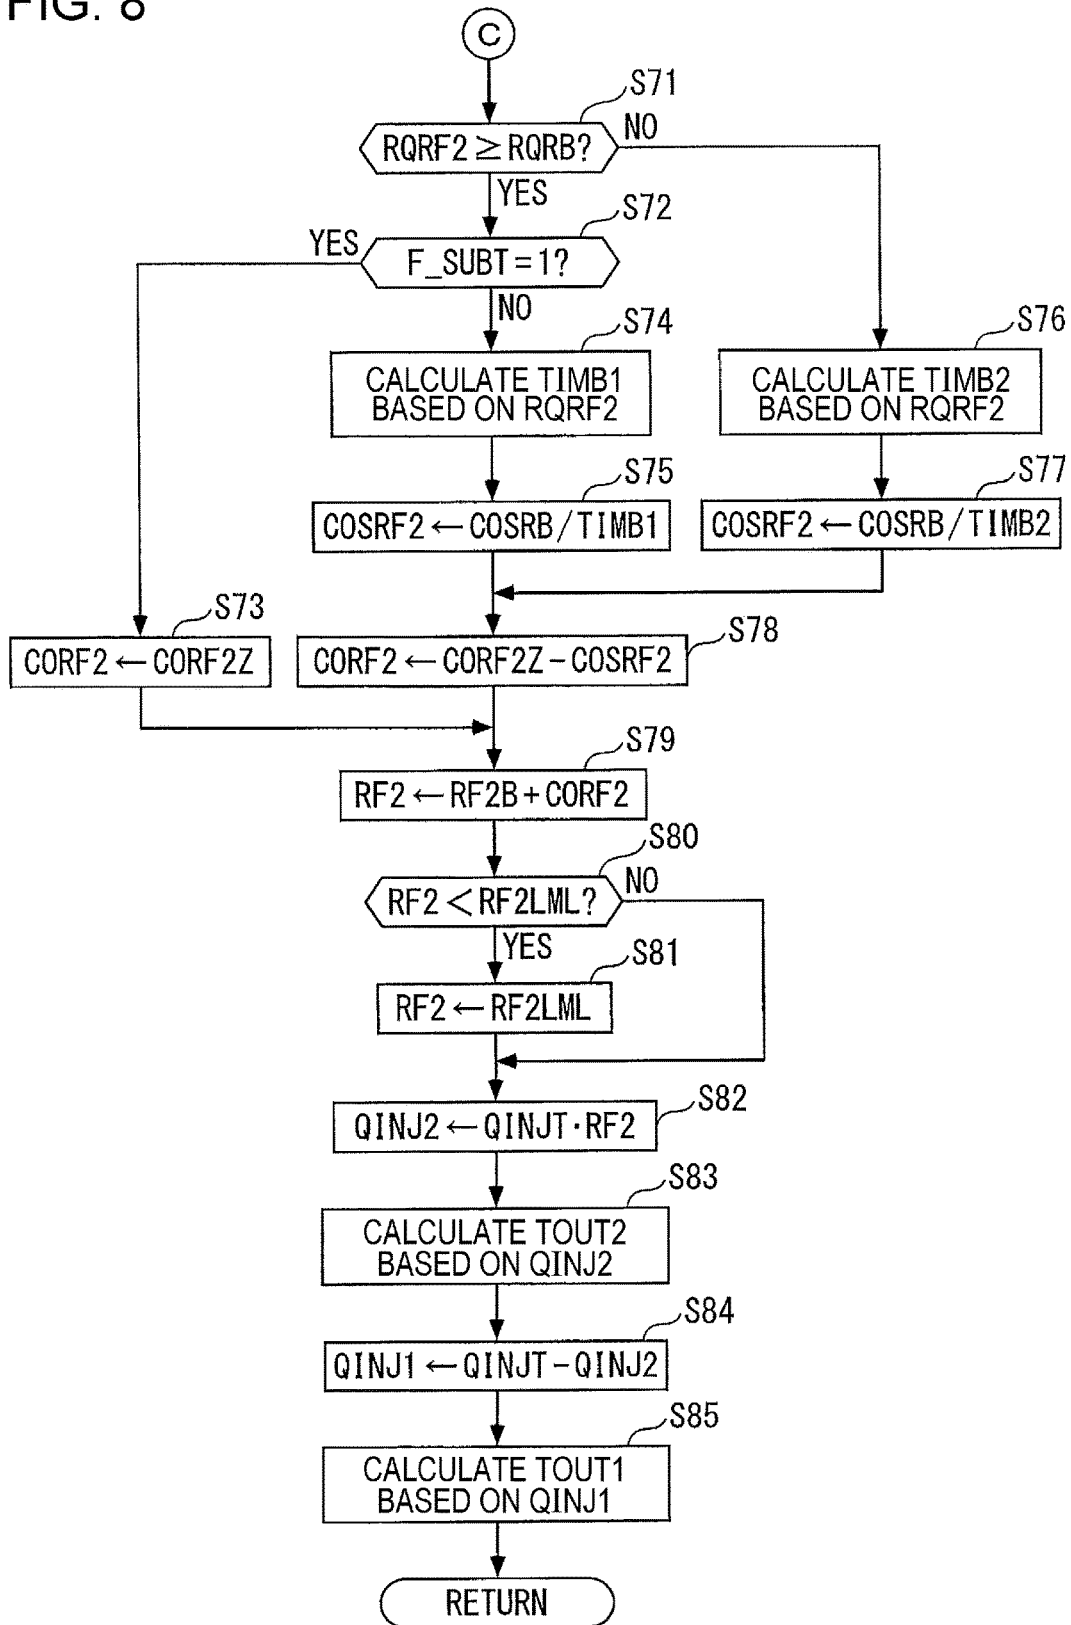 FIG. 8
C
S71
RQRF2 ≥ RQRB?
NO
YES
S72
YES
F_SUBT=1?
NO
S74
CALCULATE TIMB1
BASED ON RQRF2
S76
CALCULATE TIMB2
BASED ON RQRF2
S75
COSRF2 ← COSRB/TIMB1
S77
COSRF2 ← COSRB/TIMB2
S73
CORF2 ← CORF2Z
S78
CORF2 ← CORF2Z - COSRF2
S79
RF2 ← RF2B + CORF2
S80
RF2 < RF2LML?
NO
YES
S81
RF2 ← RF2LML
S82
QINJ2 ← QINJT · RF2
S83
CALCULATE TOUT2
BASED ON QINJ2
S84
QINJ1 ← QINJT - QINJ2
S85
CALCULATE TOUT1
BASED ON QINJ1
RETURN